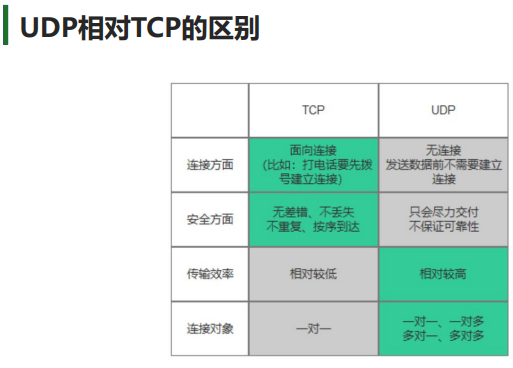 UDP相对TCP的区别
TCP
UDP
连接方面
面向连接
(比如：打电话要先拨
号建立连接)
无连接
发送数据前不需要建立
连接
安全方面
无差错、不丢失
不重复、按序到达
只会尽力交付
不保证可靠性
传输效率
相对较低
相对较高
连接对象
一对一
一对一、一对多
多对一、多对多